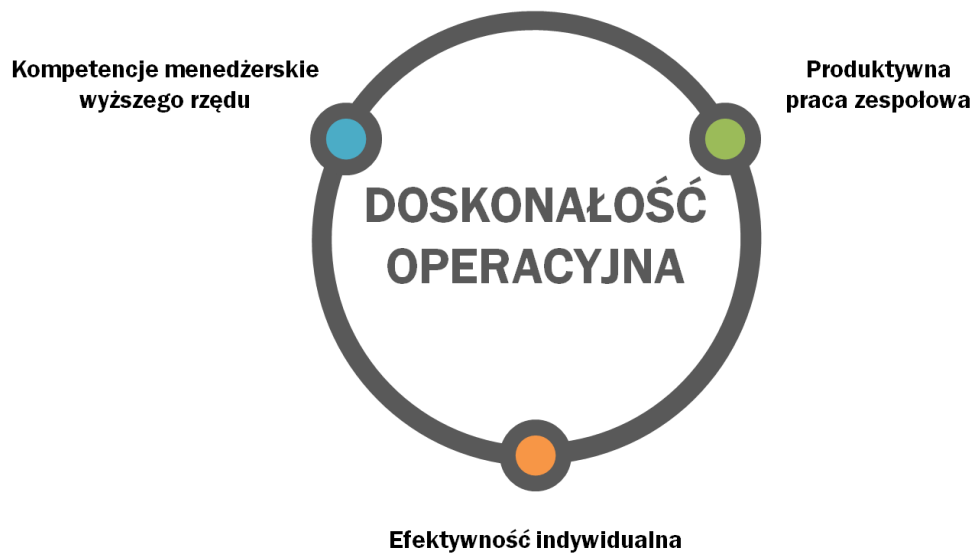 Kompetencje menedżerskie
wyższego rzędu
Produktywna
praca zespołowa
DOSKONAŁOŚĆ
OPERACYJNA
Efektywność indywidualna